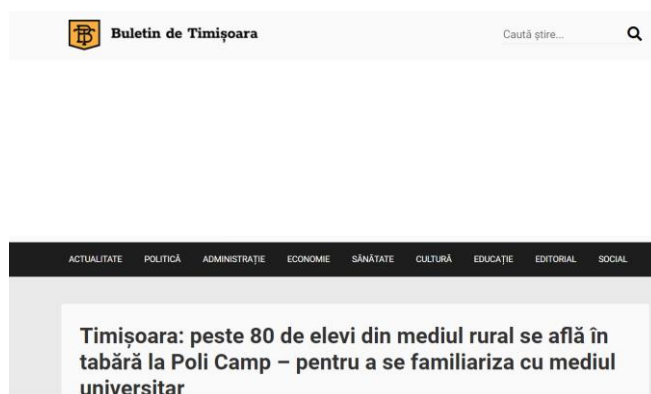 Buletin de Timișoara
Caută știre...
ACTUALITATE POLITICĂ ADMINISTRAȚIE ECONOMIE SĂNĂTATE CULTURĂ EDUCAȚIE EDITORIAL SOCIAL
Timișoara: peste 80 de elevi din mediul rural se află în
tabără la Poli Camp – pentru a se familiariza cu mediul
universitar